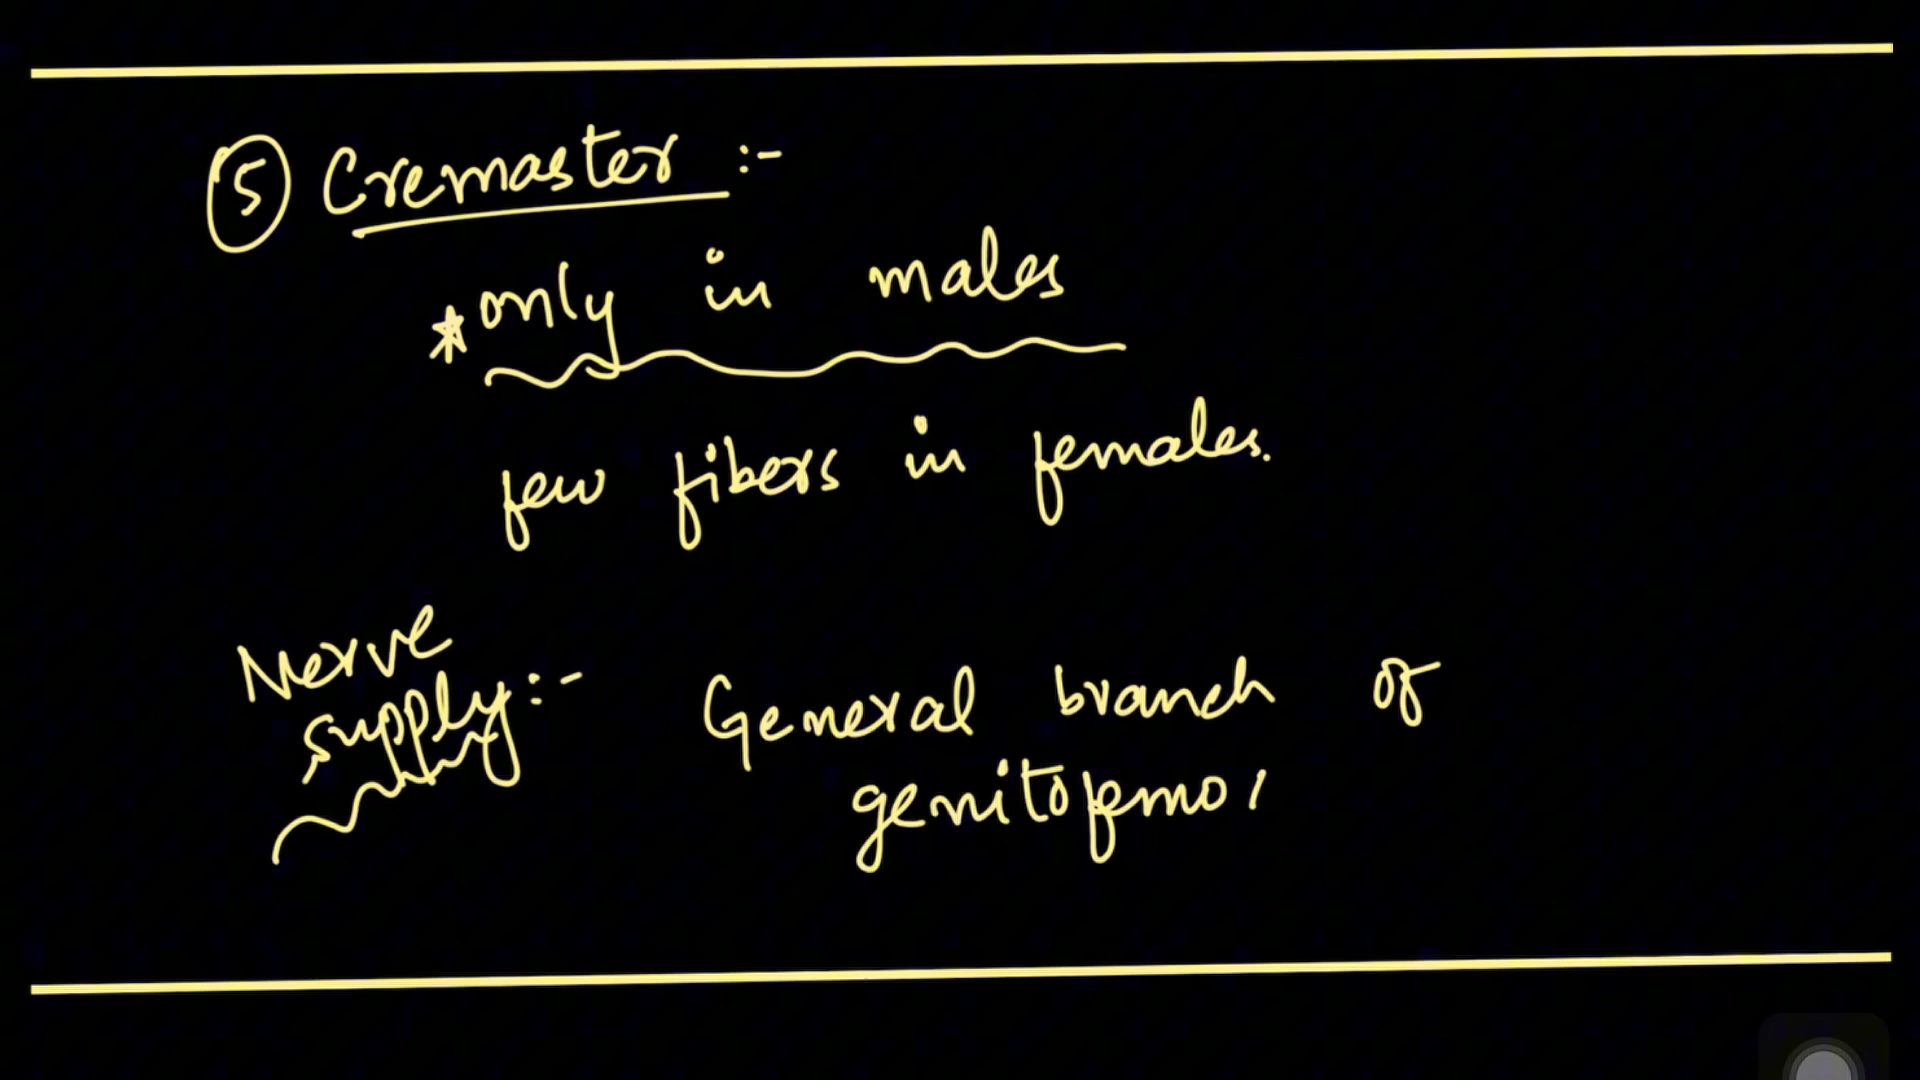 5 Cremaster :-
*only in males
few fibers in females.
Nerve
supply :- General branch of
genitofemo